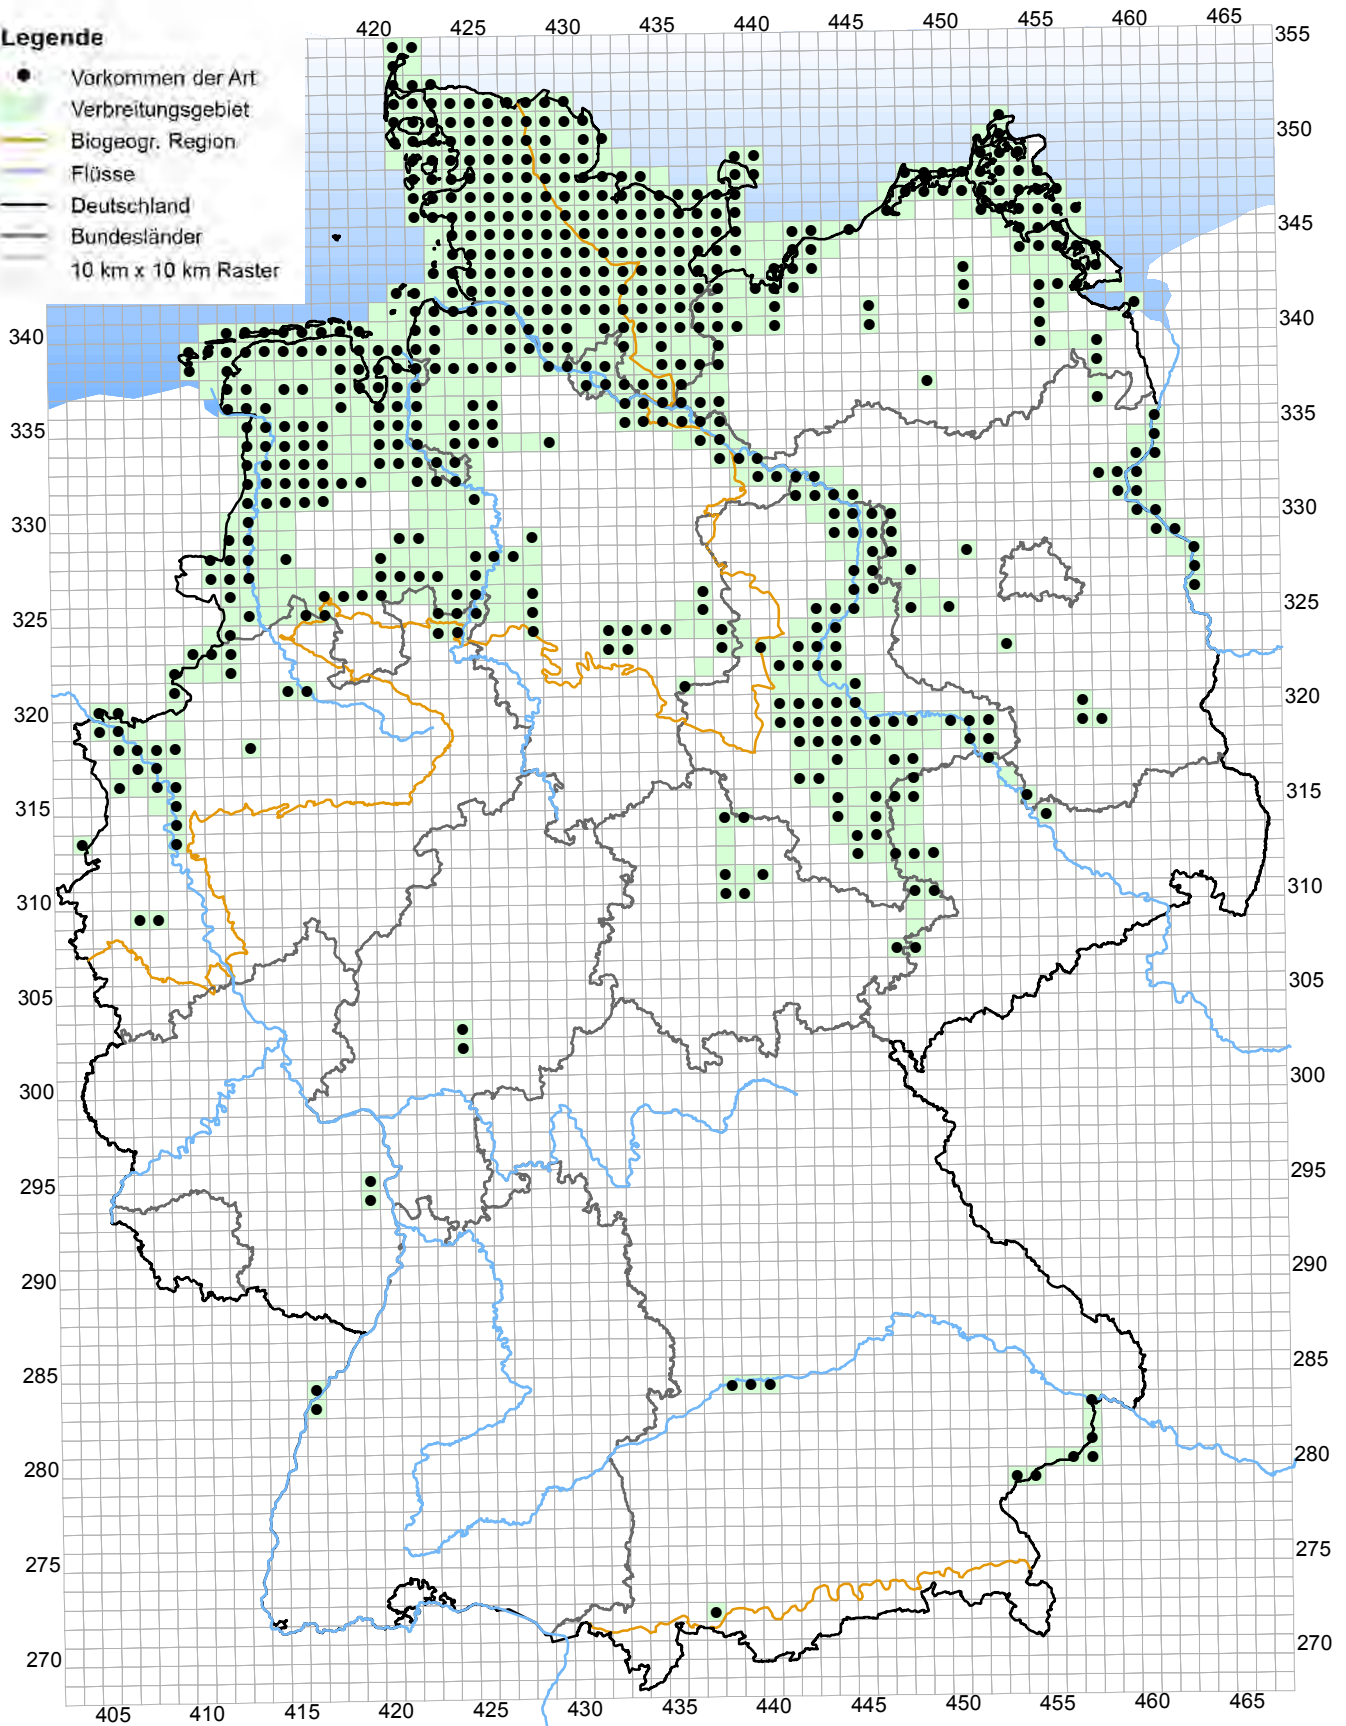 420 425 430 435 440 445 450 455 460 465
Legende
Vorkommen der Art
Verbreitungsgebiet
Biogeogr. Region
Flüsse
Deutschland
Bundesländer
10 km x 10 km Raster
355
350
345
340 340
335 335
330 330
325 325
320 320
315 315
310 310
305 305
300 300
295 295
290 290
285 285
280 280
275 275
270 270
405 410 415 420 425 430 435 440 445 450 455 460 465